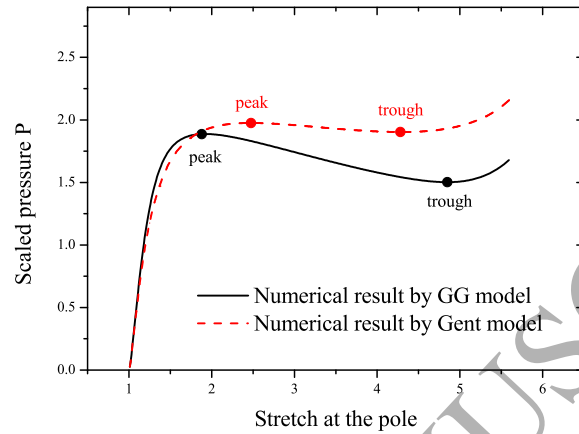 2.5
2.0
1.5
1.0
0.5
0.0
Scaled pressure P
peak
trough
peak
trough
Numerical result by GG model
Numerical result by Gent model
1 2 3 4 5 6
Stretch at the pole